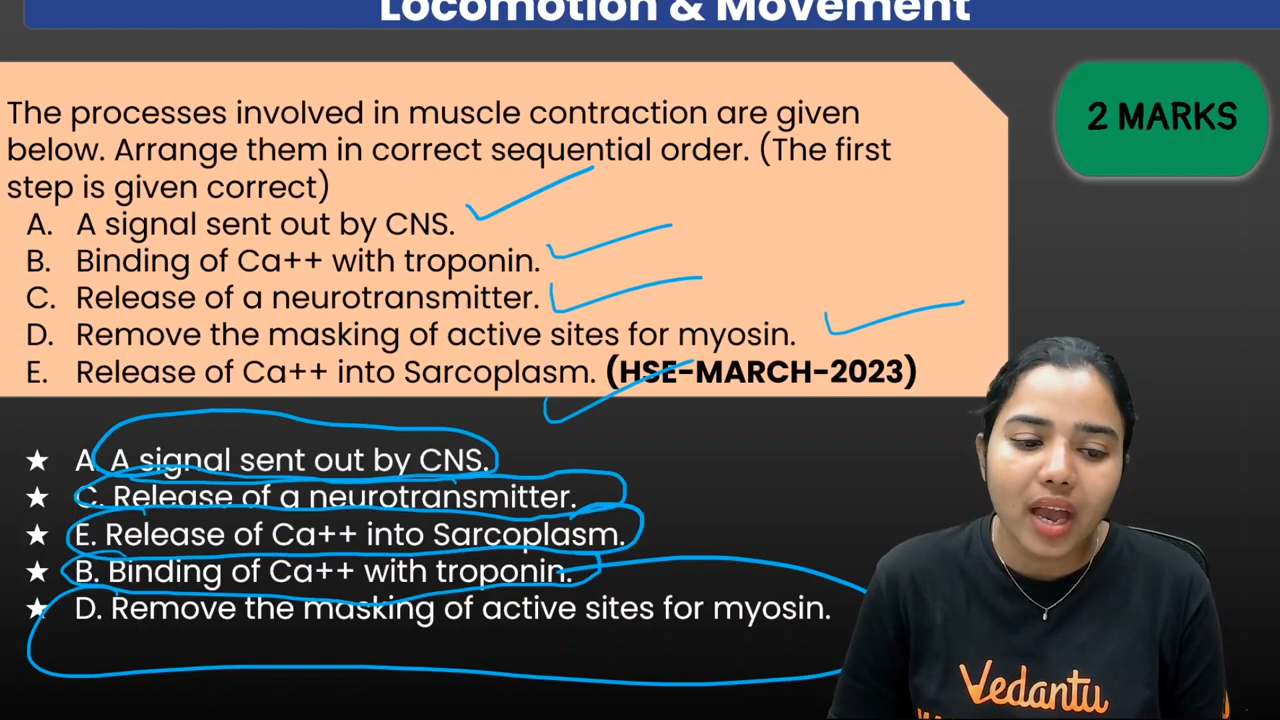 Locomotion & Movement
2 MARKS
The processes involved in muscle contraction are given
below. Arrange them in correct sequential order. (The first
step is given correct)
A. A signal sent out by CNS.
B. Binding of Ca++ with troponin.
C. Release of a neurotransmitter.
D. Remove the masking of active sites for myosin.
E. Release of Ca++ into Sarcoplasm. (HSE-MARCH-2023)
★ A. A signal sent out by CNS.
★ C. Release of a neurotransmitter.
★ E. Release of Ca++ into Sarcoplasm.
★ B. Binding of Ca++ with troponin.
★ D. Remove the masking of active sites for myosin.
Vedantu